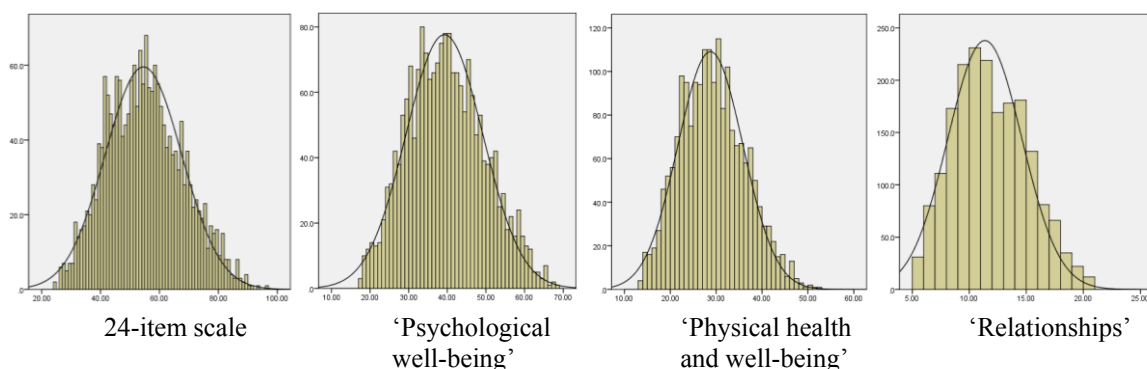 60.0
40.0
20.0
.0
20.00 40.00 60.00 80.00 100.00
80.0
60.0
40.0
20.0
.0
10.00 20.00 30.00 40.00 50.00 60.00 70.00
120.0
100.0
80.0
60.0
40.0
20.0
.0
10.00 20.00 30.00 40.00 50.00 60.00
250.0
200.0
150.0
100.0
50.0
.0
5.00 10.00 15.00 20.00 25.00
24-item scale
‘Psychological
well-being’
‘Physical health
and well-being’
‘Relationships’